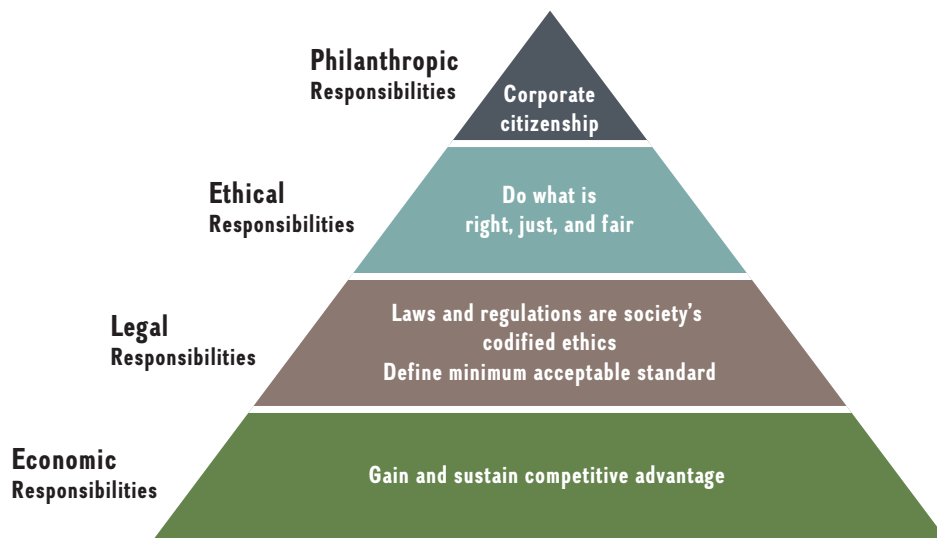 Philanthropic
Responsibilities
Corporate
citizenship
Ethical
Responsibilities
Do what is
right, just, and fair
Legal
Responsibilities
Laws and regulations are society’s
codified ethics
Define minimum acceptable standard
Economic
Responsibilities
Gain and sustain competitive advantage